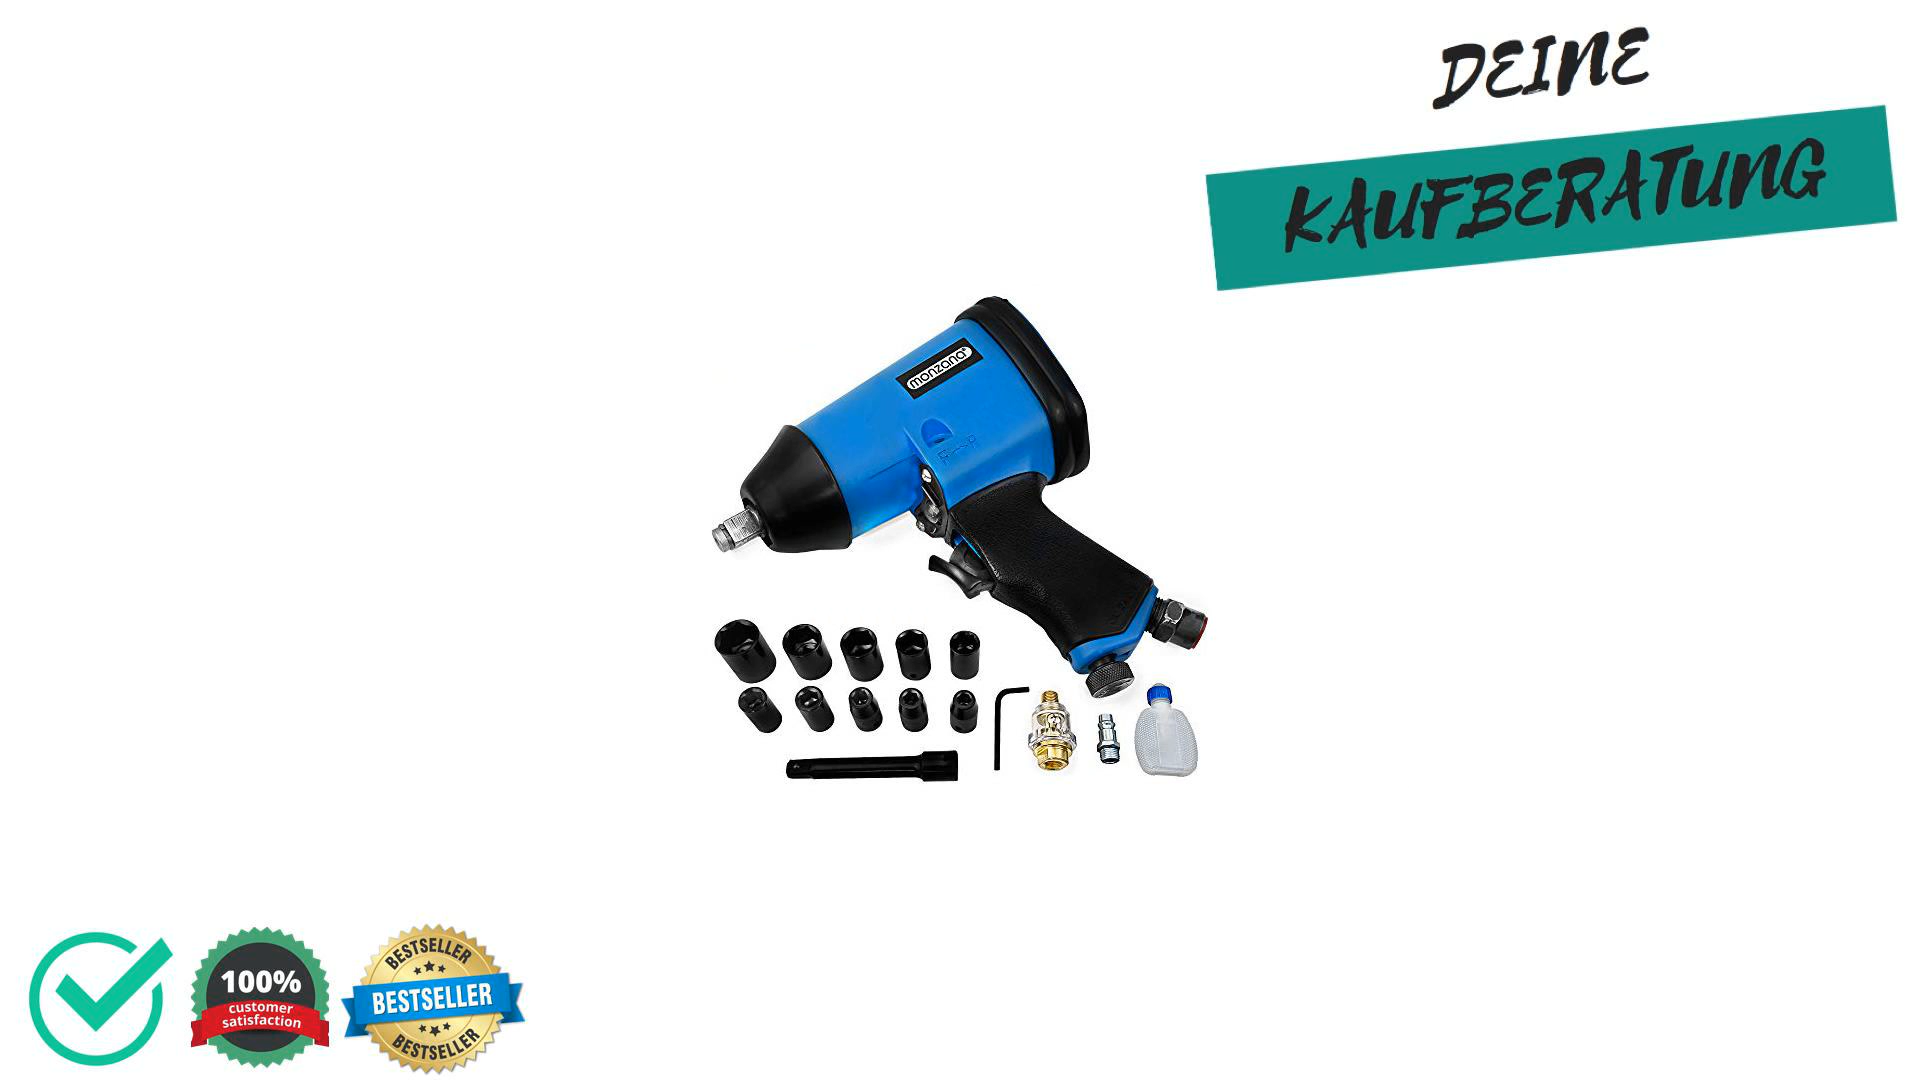 DEINE
KAUFBERATUNG
monzana
F
R
100%
customer
satisfaction
BESTSELLER
BESTSELLER
BESTSELLER